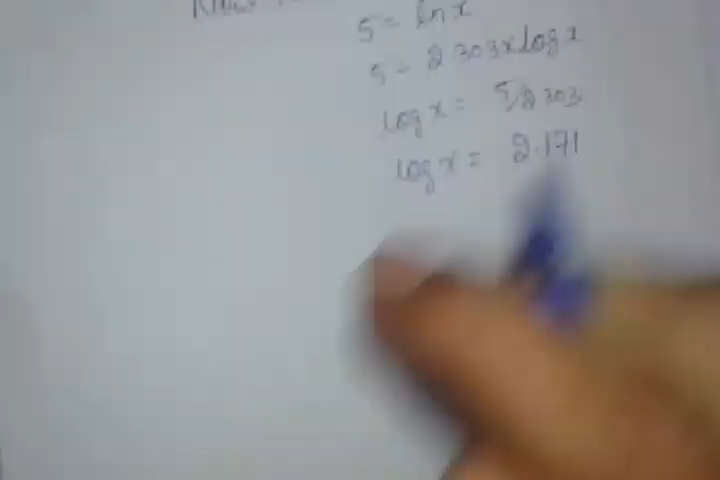 5 = ln x
5 = 2.303 x log x
log x = 5/2.303
log x = 2.171